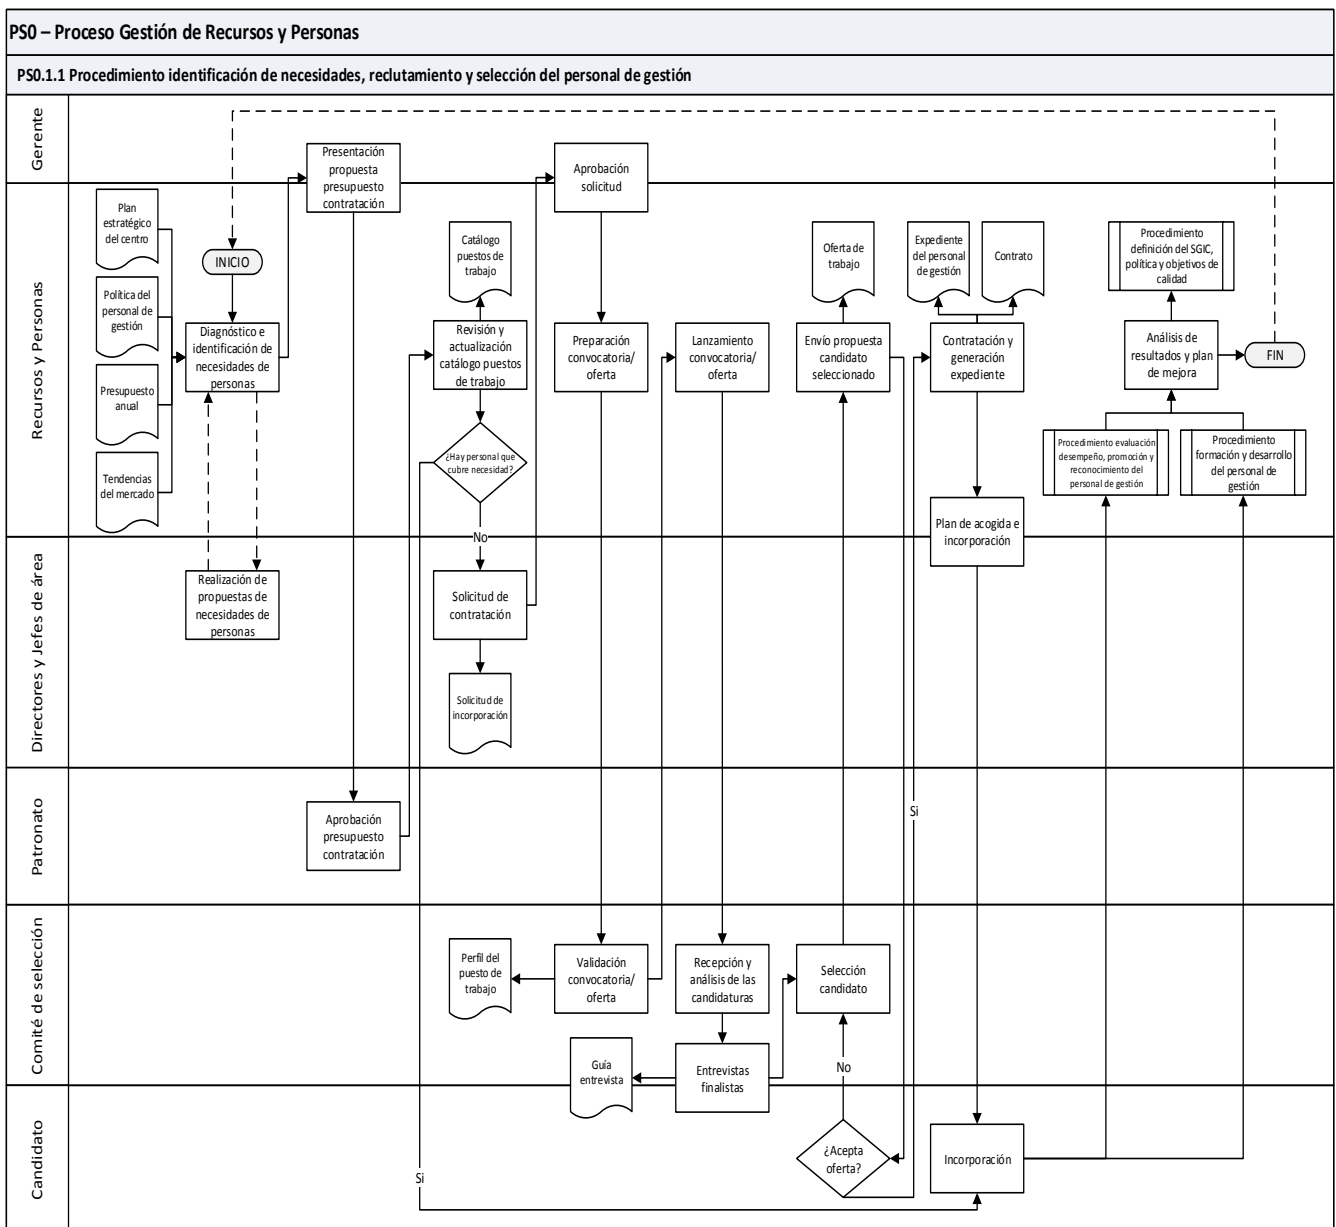 PS0 – Proceso Gestión de Recursos y Personas
PS0.1.1 Procedimiento identificación de necesidades, reclutamiento y selección del personal de gestión
Gerente
Presentación
propuesta
presupuesto
contratación
Aprobación
solicitud
Recursos y Personas
Plan
estratégico
del centro
Política del
personal de
gestión
Presupuesto
anual
Tendencias
del mercado
INICIO
Diagnóstico e
identificación de
necesidades de
personas
Catálogo
puestos de
trabajo
Revisión y
actualización
catálogo puestos
de trabajo
¿Hay personal que
cubre necesidad?
No
Preparación
convocatoria/
oferta
Lanzamiento
convocatoria/
oferta
Oferta de
trabajo
Envío propuesta
candidato
seleccionado
Expediente
del personal
de gestión
Contrato
Contratación y
generación
expediente
Plan de acogida e
incorporación
Procedimiento
definición del SGIC,
política y objetivos de
calidad
Análisis de
resultados y plan
de mejora
FIN
Procedimiento evaluación
desempeño, promoción y
reconocimiento del
personal de gestión
Procedimiento
formación y desarrollo
del personal de
gestión
Directores y Jefes de área
Realización de
propuestas de
necesidades de
personas
Solicitud de
contratación
Solicitud de
incorporación
Patronato
Aprobación
presupuesto
contratación
Si
Comité de selección
Perfil del
puesto de
trabajo
Validación
convocatoria/
oferta
Recepción y
análisis de las
candidaturas
Selección
candidato
Guía
entrevista
Entrevistas
finalistas
No
Candidato
¿Acepta
oferta?
Incorporación
Si